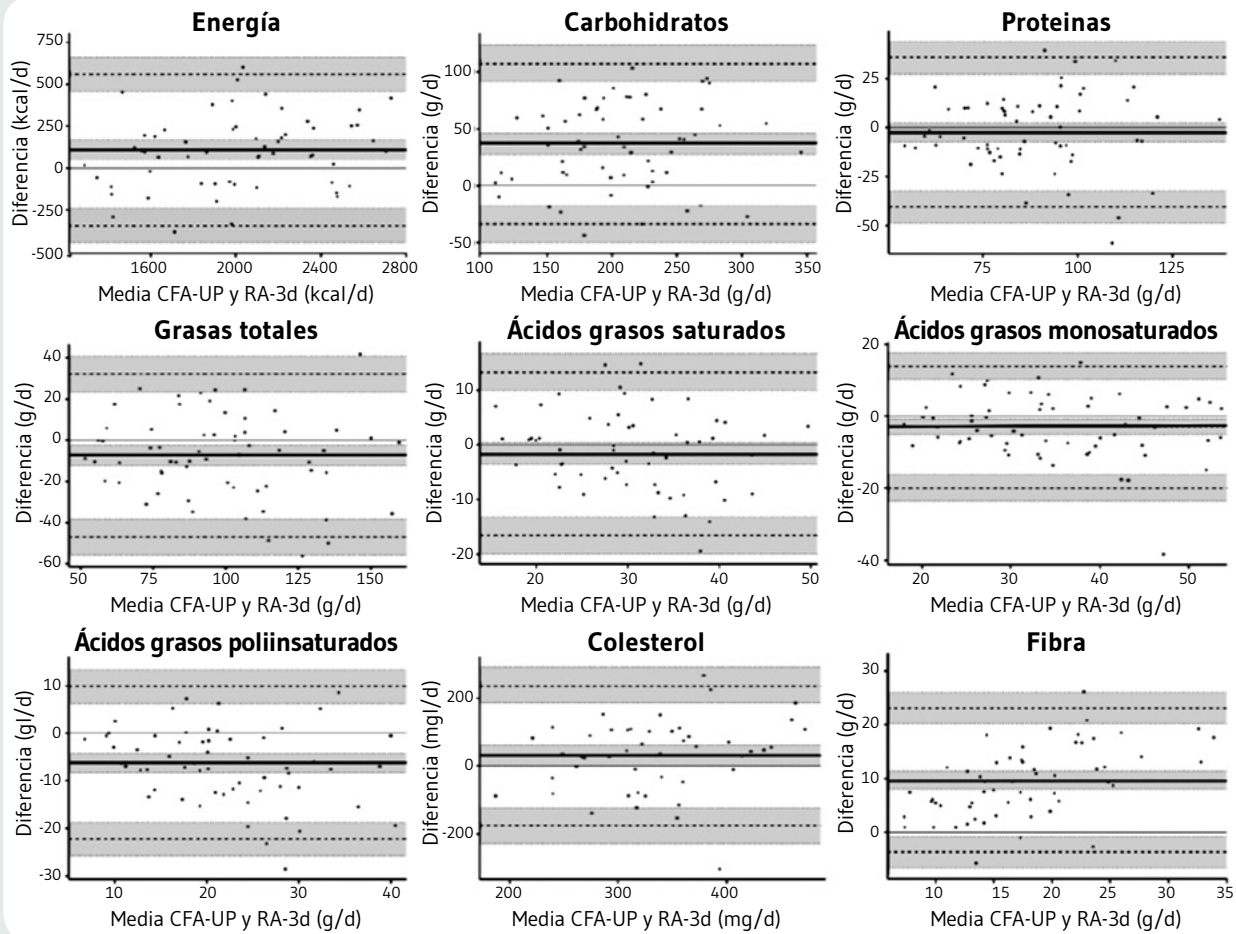 Energía
Diferencia (kcal/d)
750
500
250
0
-250
-500
1600
2000
2400
2800
Media CFA-UP y RA-3d (kcal/d)
Carbohidratos
Diferencia (g/d)
100
50
0
-50
100
150
200
250
300
350
Media CFA-UP y RA-3d (g/d)
Proteinas
Diferencia (g/d)
25
0
-25
-50
75
100
125
Media CFA-UP y RA-3d (g/d)
Grasas totales
Diferencia (g/d)
40
20
0
-20
-40
-60
50
75
100
125
150
Media CFA-UP y RA-3d (g/d)
Ácidos grasos saturados
Diferencia (g/d)
10
0
-10
-20
20
30
40
50
Media CFA-UP y RA-3d (g/d)
Ácidos grasos monosaturados
Diferencia (g/d)
20
0
-20
-40
20
30
40
50
Media CFA-UP y RA-3d (g/d)
Ácidos grasos poliinsaturados
Diferencia (gl/d)
10
0
-10
-20
-30
10
20
30
40
Media CFA-UP y RA-3d (g/d)
Colesterol
Diferencia (mgl/d)
200
0
-200
200
300
400
Media CFA-UP y RA-3d (mg/d)
Fibra
Diferencia (g/d)
30
20
10
0
10
15
20
25
30
35
Media CFA-UP y RA-3d (g/d)